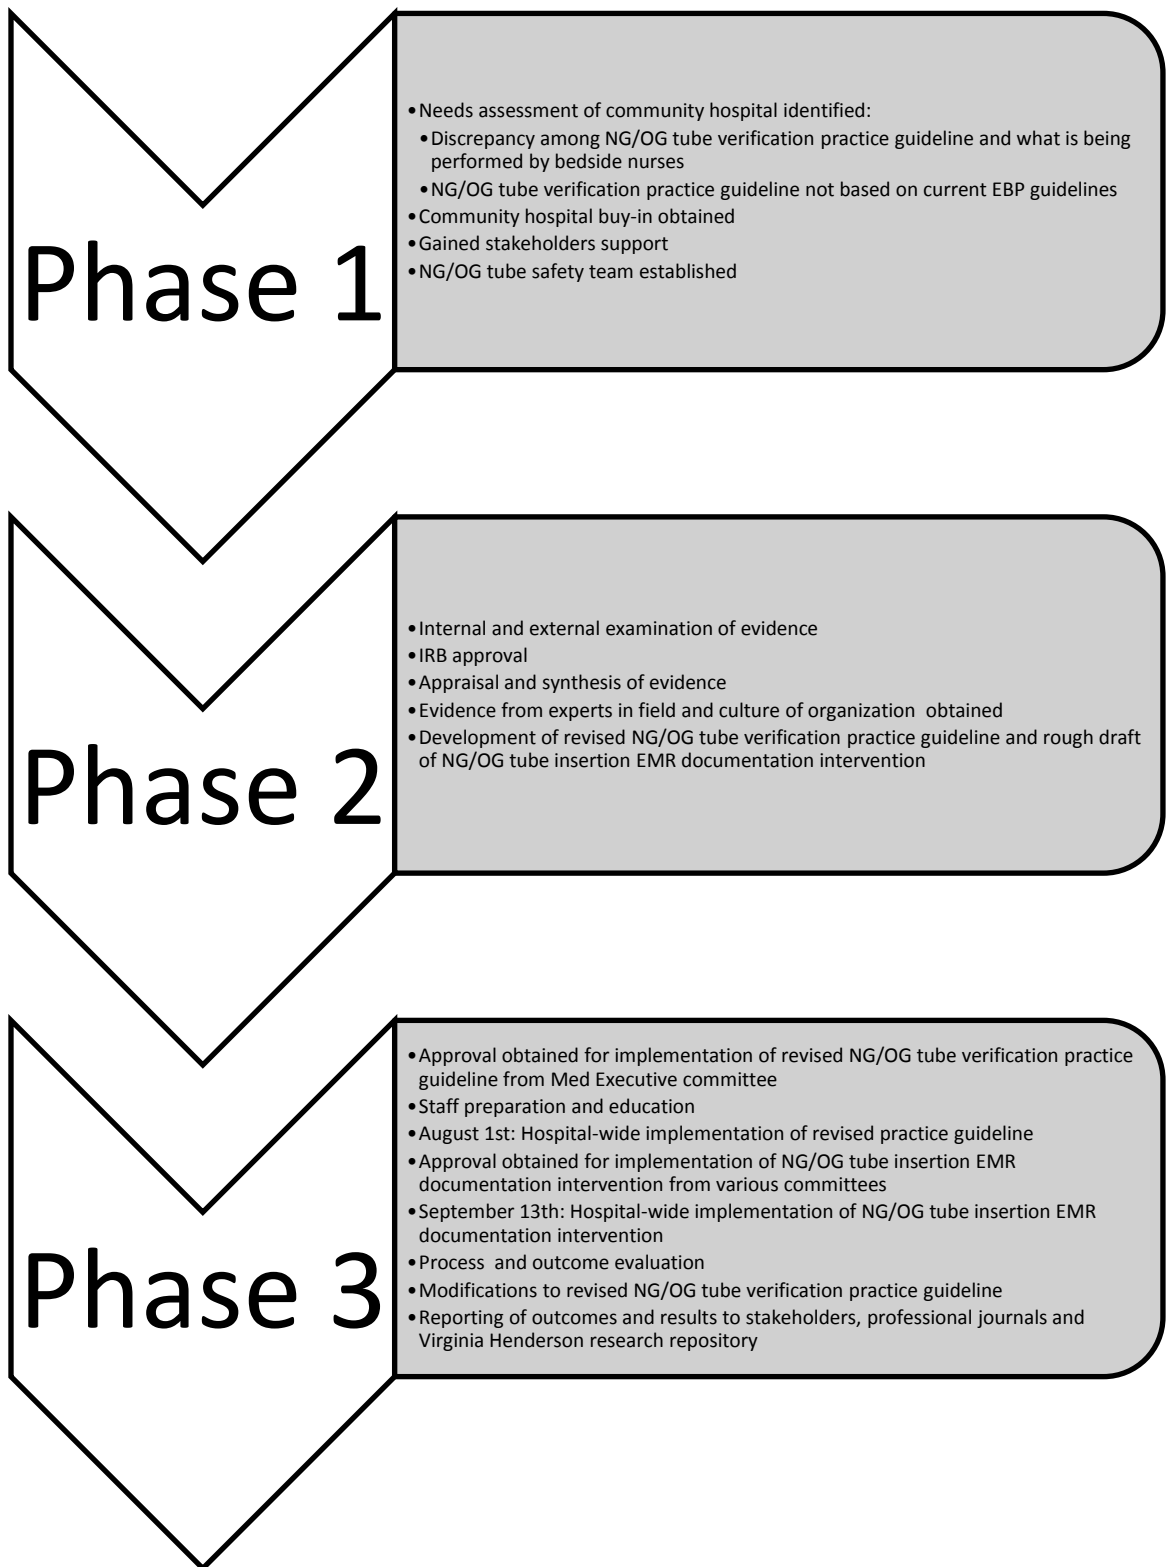 Phase 1
•Needs assessment of community hospital identified:
•Discrepancy among NG/OG tube verification practice guideline and what is being
performed by bedside nurses
•NG/OG tube verification practice guideline not based on current EBP guidelines
•Community hospital buy-in obtained
•Gained stakeholders support
•NG/OG tube safety team established
Phase 2
•Internal and external examination of evidence
•IRB approval
•Appraisal and synthesis of evidence
•Evidence from experts in field and culture of organization  obtained
•Development of revised NG/OG tube verification practice guideline and rough draft
of NG/OG tube insertion EMR documentation intervention
Phase 3
•Approval obtained for implementation of revised NG/OG tube verification practice
guideline from Med Executive committee
•Staff preparation and education
•August 1st: Hospital-wide implementation of revised practice guideline
•Approval obtained for implementation of NG/OG tube insertion EMR
documentation intervention from various committees
•September 13th: Hospital-wide implementation of NG/OG tube insertion EMR
documentation intervention
•Process  and outcome evaluation
•Modifications to revised NG/OG tube verification practice guideline
•Reporting of outcomes and results to stakeholders, professional journals and
Virginia Henderson research repository